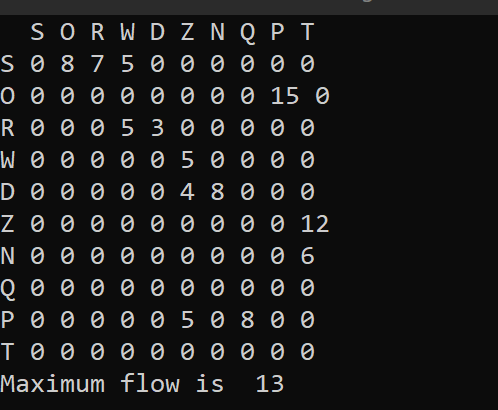 S O R W D Z N Q P T
S 0 8 7 5 0 0 0 0 0 0
O 0 0 0 0 0 0 0 0 15 0
R 0 0 0 5 3 0 0 0 0 0
W 0 0 0 0 0 5 0 0 0 0
D 0 0 0 0 0 4 8 0 0 0
Z 0 0 0 0 0 0 0 0 0 12
N 0 0 0 0 0 0 0 0 0 6
Q 0 0 0 0 0 0 0 0 0 0
P 0 0 0 0 0 5 0 8 0 0
T 0 0 0 0 0 0 0 0 0 0
Maximum flow is  13